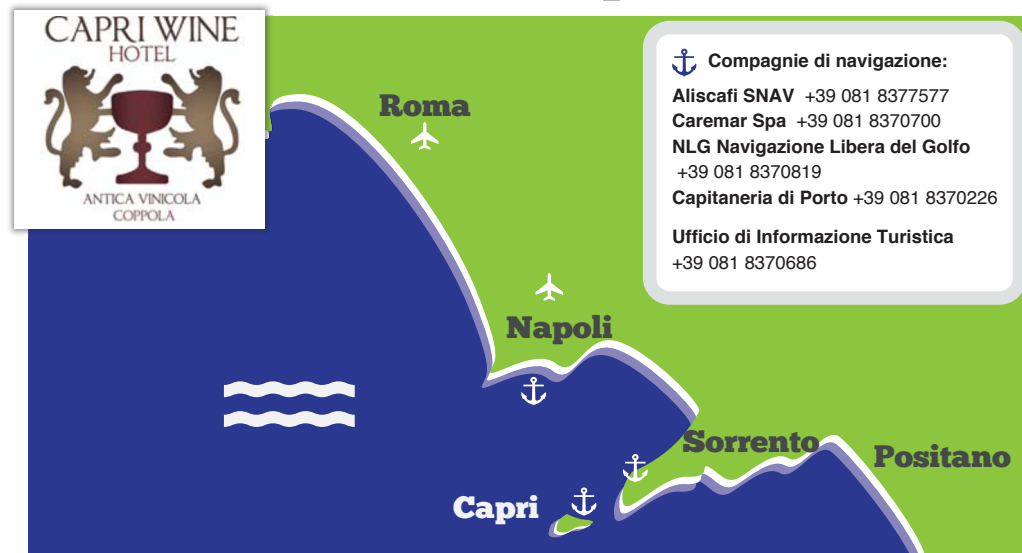 CAPRI WINE
HOTEL
ANTICA VINICOLA
COPPOLA
Compagnie di navigazione:
Aliscafi SNAV +39 081 8377577
Caremar Spa +39 081 8370700
NLG Navigazione Libera del Golfo
+39 081 8370819
Capitaneria di Porto +39 081 8370226
Ufficio di Informazione Turistica
+39 081 8370686
Roma
Napoli
Sorrento
Positano
Capri